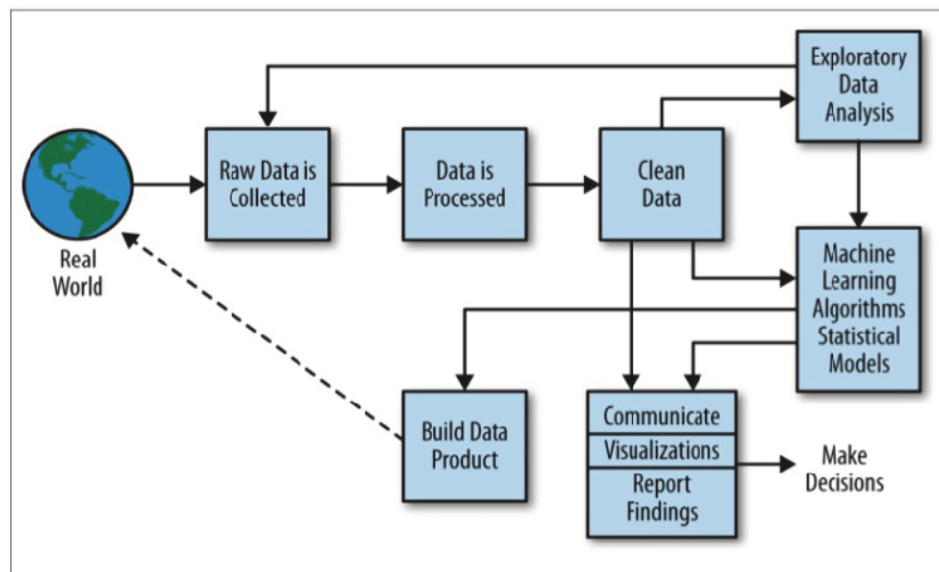 Exploratory
Data
Analysis
Raw Data is
Collected
Data is
Processed
Clean
Data
Real
World
Machine
Learning
Algorithms
Statistical
Models
Build Data
Product
Communicate
Visualizations
Report
Findings
Make
Decisions